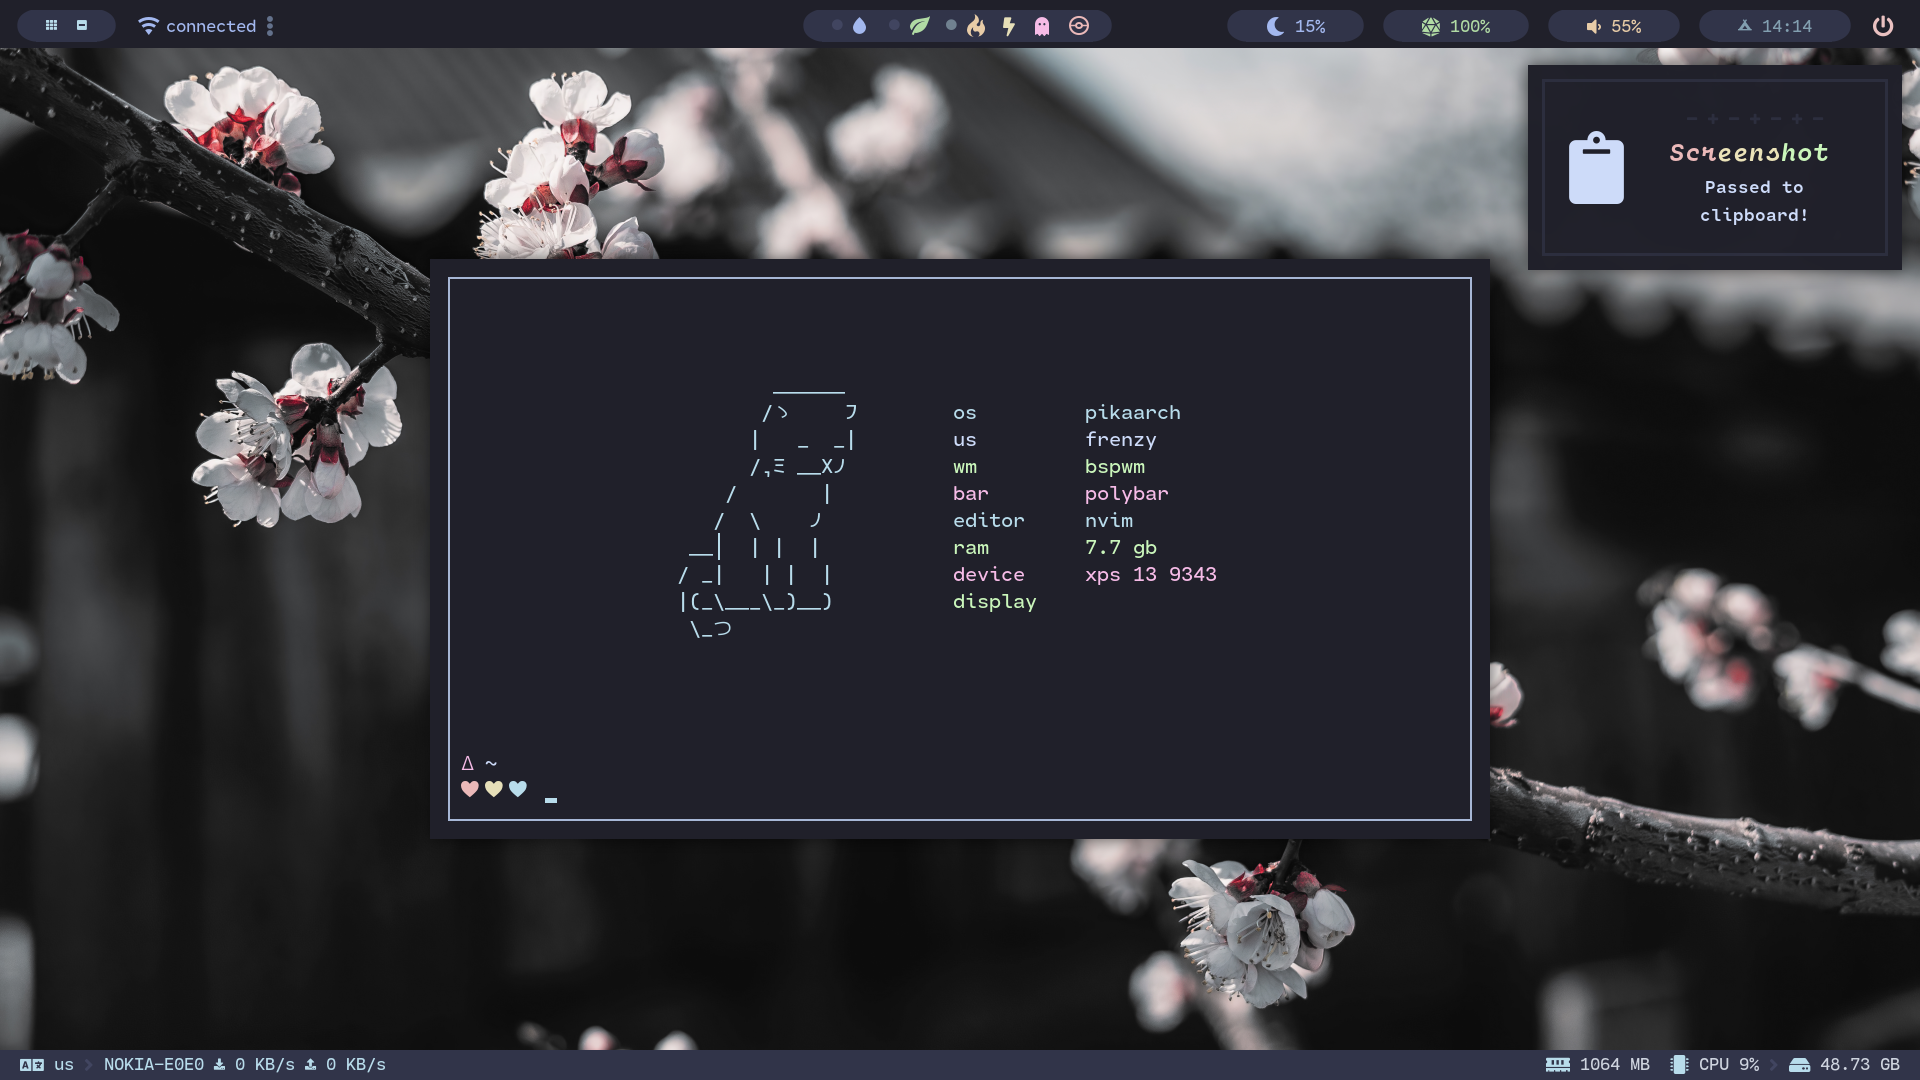 connected
15%
100%
55%
14:14
- + - + - + -
Screenshot
Passed to
clipboard!
os pikaarch
us frenzy
wm bspwm
bar polybar
editor nvim
ram 7.7 gb
device xps 13 9343
display
Δ ~
us
NOKIA-E0E0 0 KB/s 0 KB/s
1064 MB
CPU 9%
48.73 GB